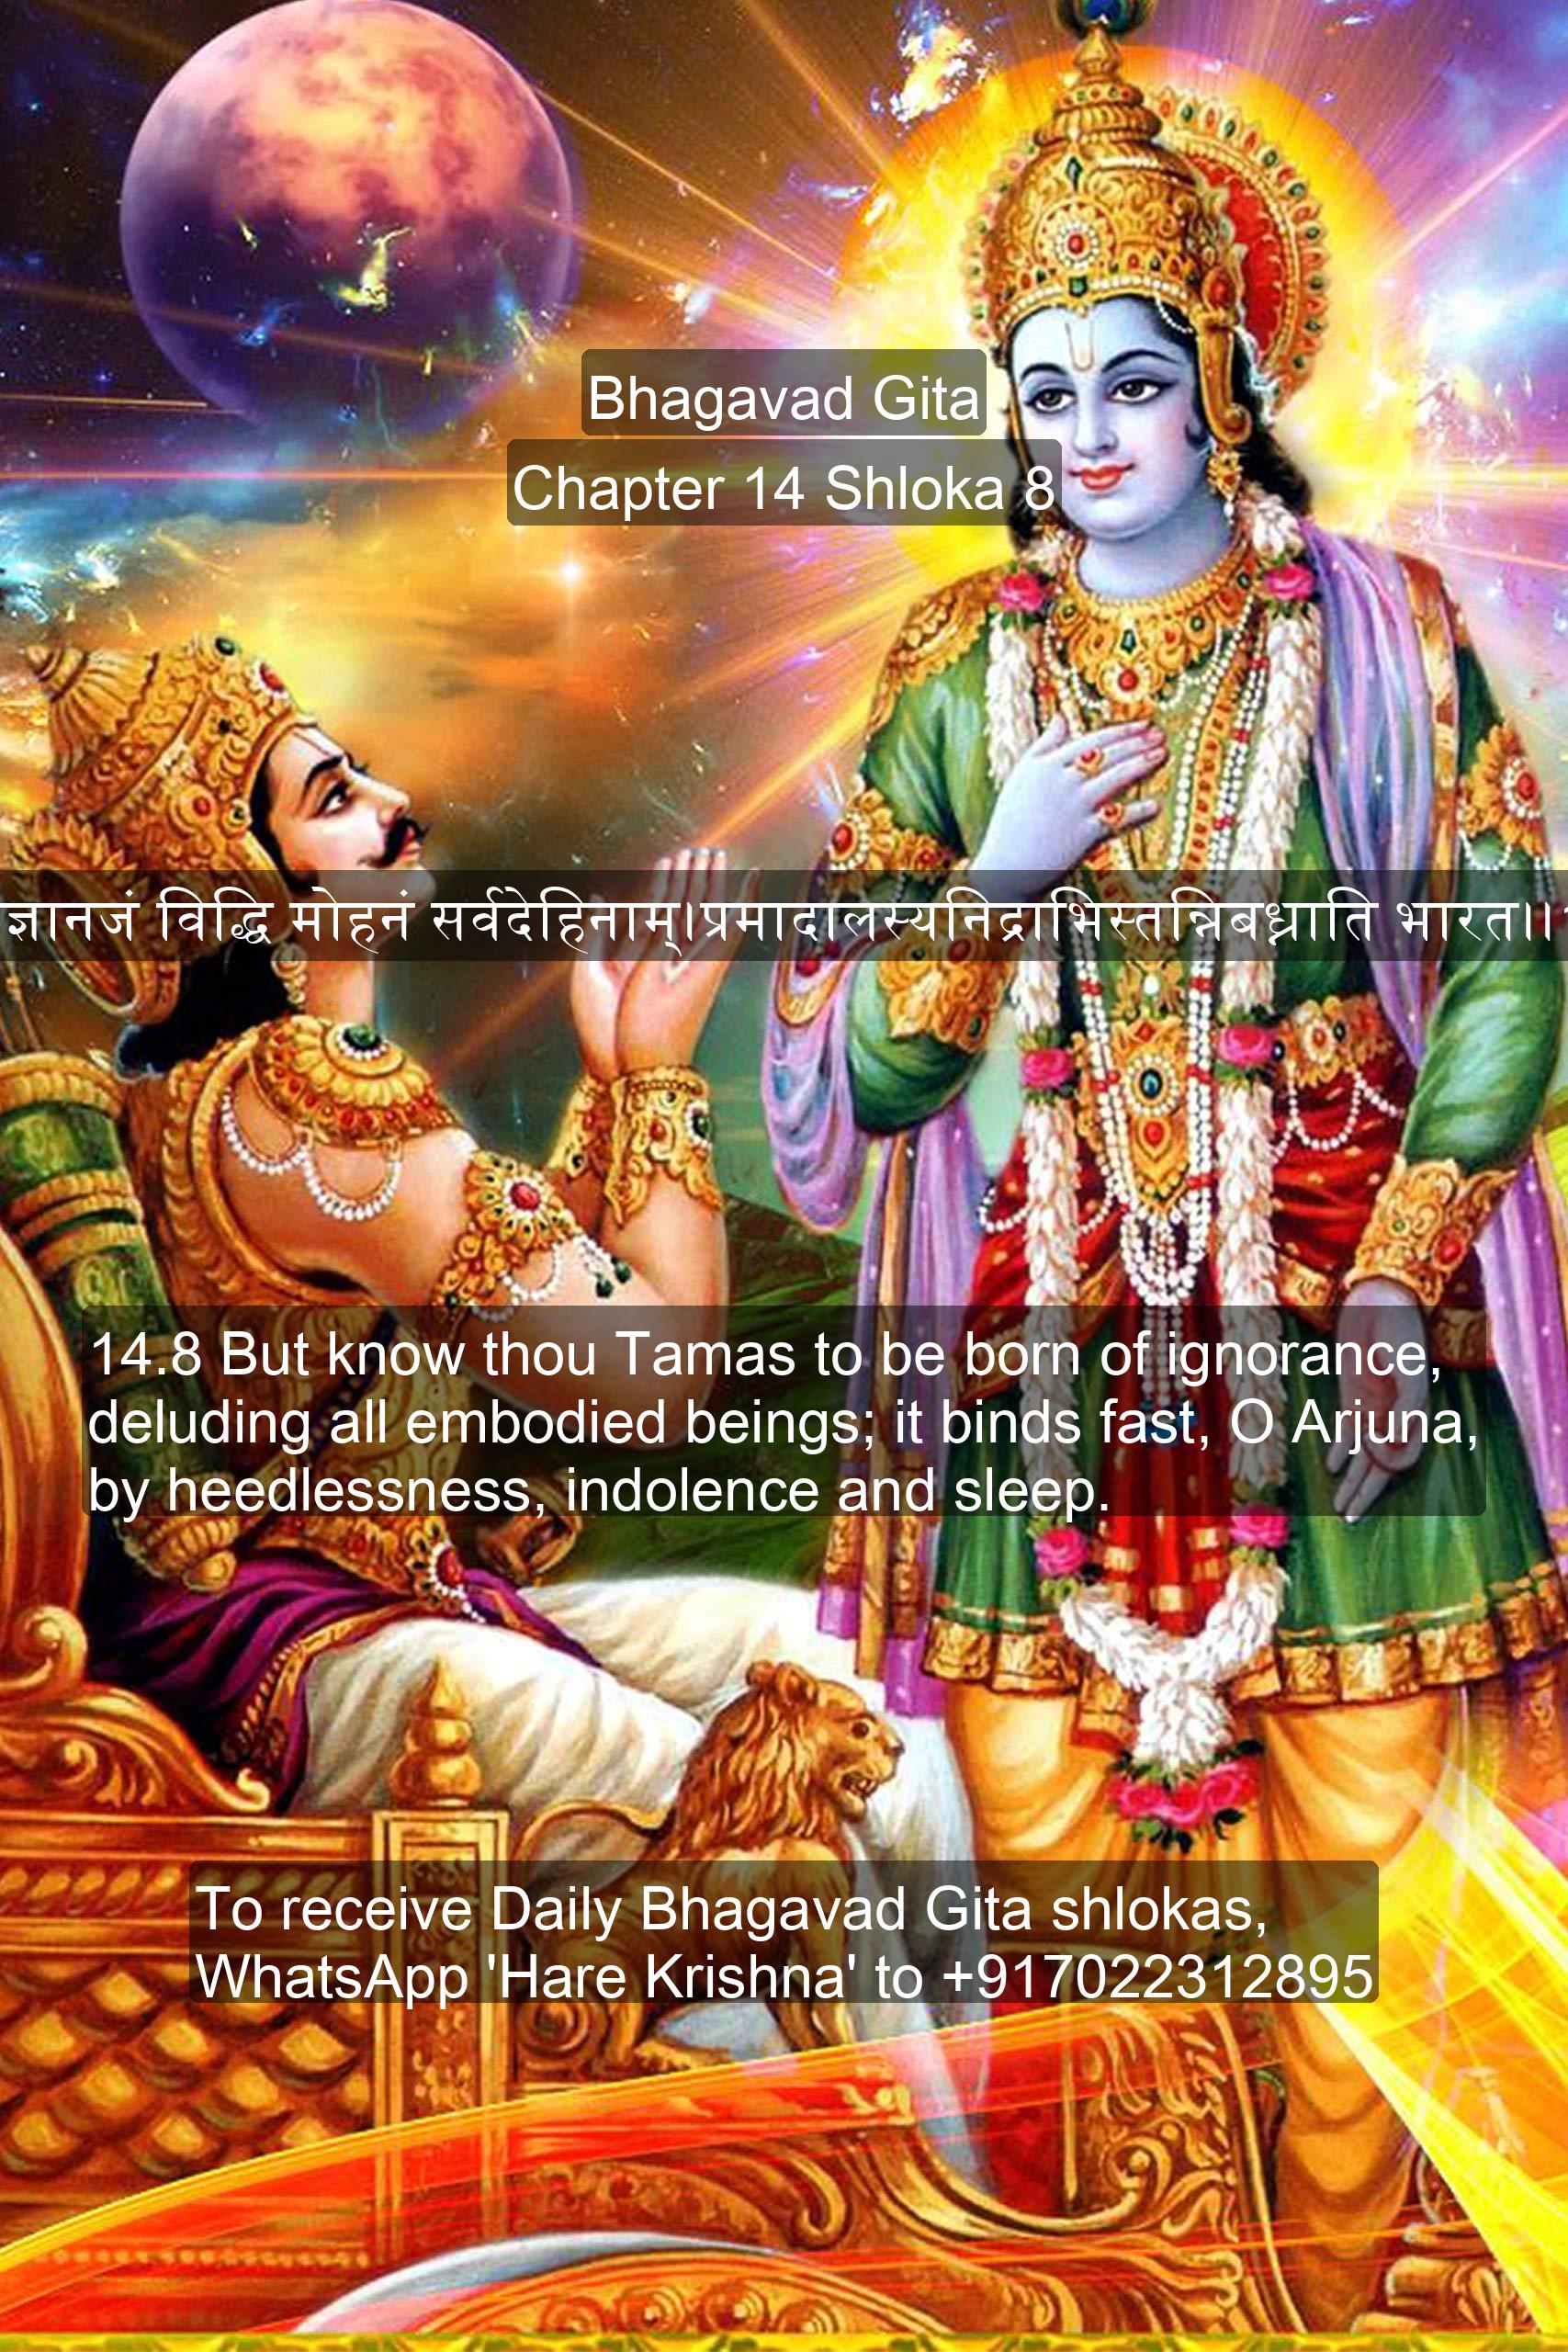 Bhagavad Gita
Chapter 14 Shloka 8
ज्ञानजं विद्धि मोहनं सर्वदेहिनाम्।प्रमादालस्यनिद्राभिस्तन्निबध्नाति भारत।।
14.8 But know thou Tamas to be born of ignorance,
deluding all embodied beings; it binds fast, O Arjuna,
by heedlessness, indolence and sleep.
To receive Daily Bhagavad Gita shlokas,
WhatsApp 'Hare Krishna' to +917022312895